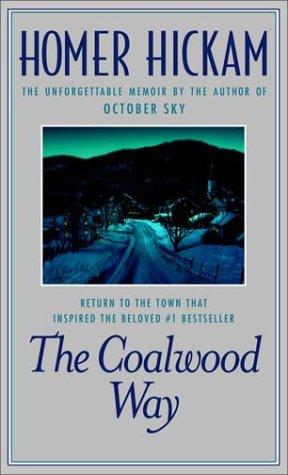 HOMER HICKAM
THE UNFORGETTABLE MEMOIR BY THE AUTHOR OF
OCTOBER SKY
RETURN TO THE TOWN THAT
INSPIRED THE BELOVED #1 BESTSELLER
The Coalwood
Way